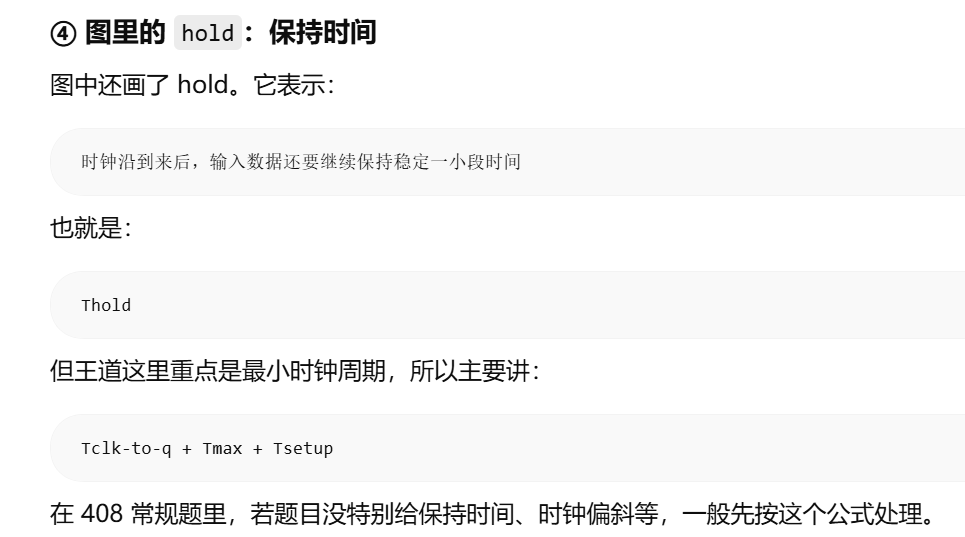 ④ 图里的 hold：保持时间
图中还画了 hold。它表示：
时钟沿到来后，输入数据还要继续保持稳定一小段时间
也就是：
Thold
但王道这里重点是最小时钟周期，所以主要讲：
Tclk-to-q + Tmax + Tsetup
在 408 常规题里，若题目没特别给保持时间、时钟偏斜等，一般先按这个公式处理。